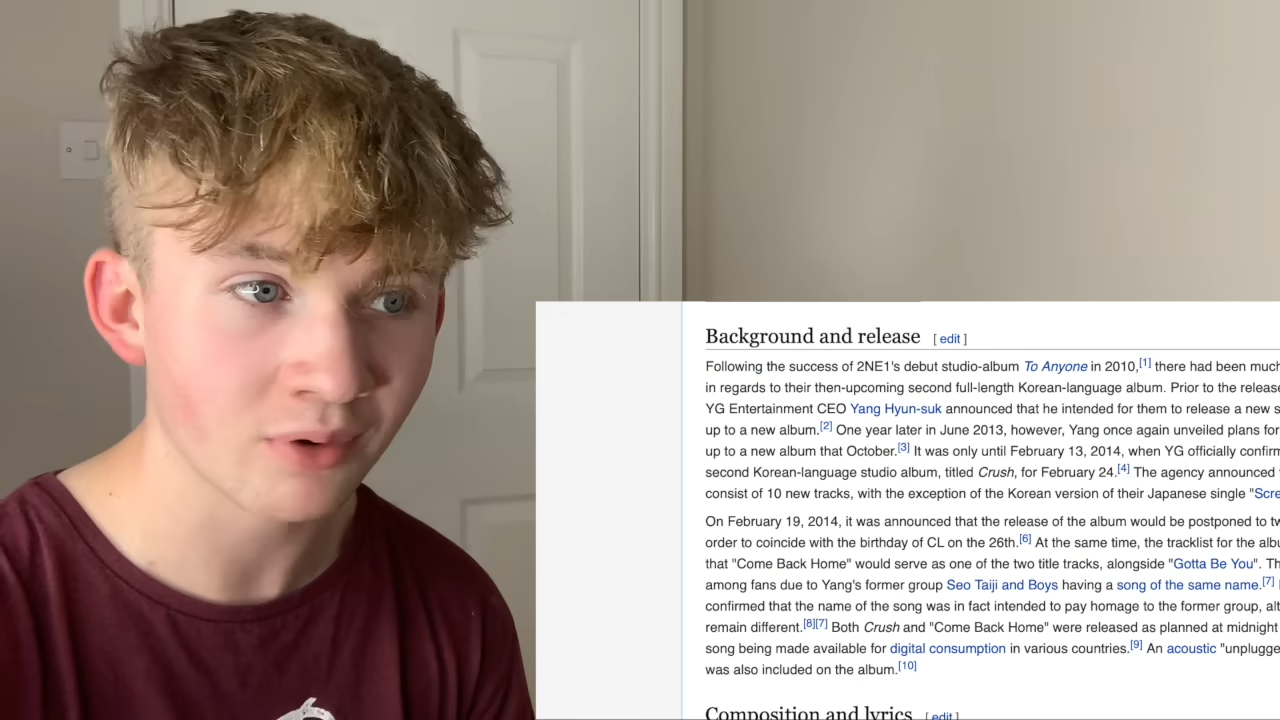 Background and release [ edit ]
Following the success of 2NE1's debut studio-album To Anyone in 2010,[1] there had been much
in regards to their then-upcoming second full-length Korean-language album. Prior to the release
YG Entertainment CEO Yang Hyun-suk announced that he intended for them to release a new s
up to a new album.[2] One year later in June 2013, however, Yang once again unveiled plans for
up to a new album that October.[3] It was only until February 13, 2014, when YG officially confirm
second Korean-language studio album, titled Crush, for February 24.[4] The agency announced
consist of 10 new tracks, with the exception of the Korean version of their Japanese single "Scre
On February 19, 2014, it was announced that the release of the album would be postponed to tw
order to coincide with the birthday of CL on the 26th.[6] At the same time, the tracklist for the albu
that "Come Back Home" would serve as one of the two title tracks, alongside "Gotta Be You". Th
among fans due to Yang's former group Seo Taiji and Boys having a song of the same name.[7]
confirmed that the name of the song was in fact intended to pay homage to the former group, alt
remain different.[8][7] Both Crush and "Come Back Home" were released as planned at midnight
song being made available for digital consumption in various countries.[9] An acoustic "unplugge
was also included on the album.[10]
Composition and lyrics [ edit ]